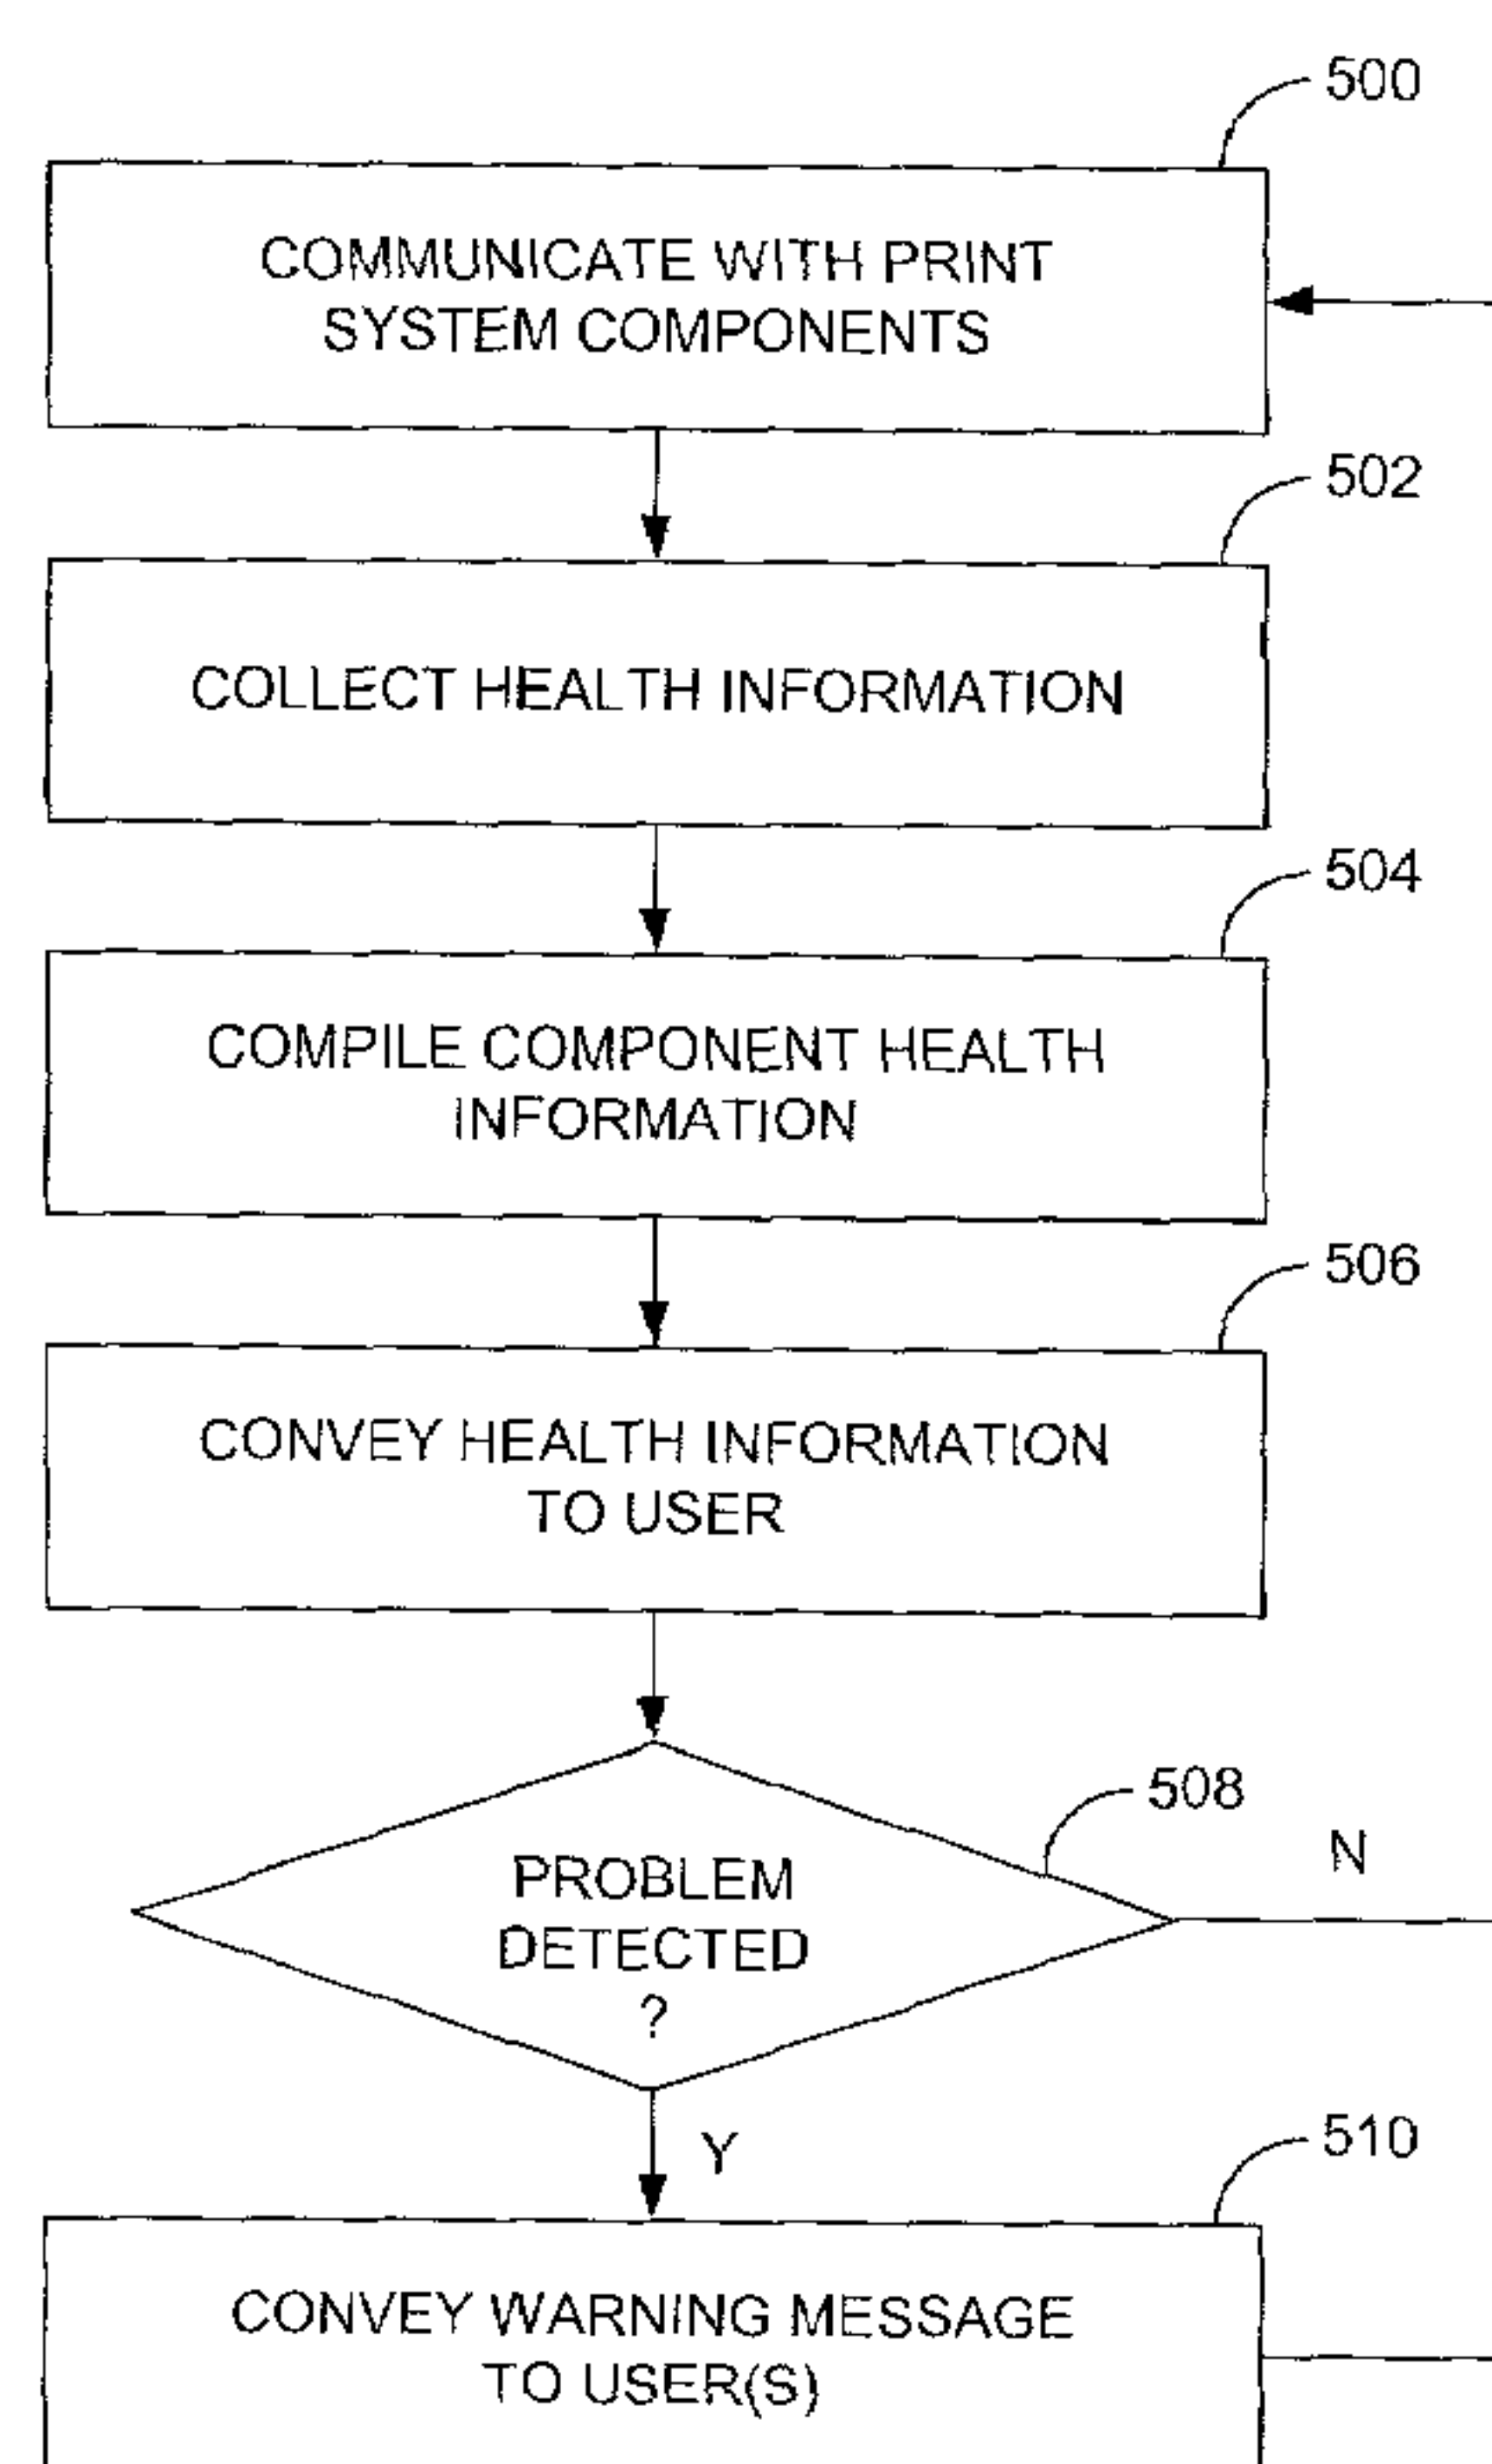 500
COMMUNICATE WITH PRINT
SYSTEM COMPONENTS
502
COLLECT HEALTH INFORMATION
504
COMPILE COMPONENT HEALTH
INFORMATION
506
CONVEY HEALTH INFORMATION
TO USER
508
N
PROBLEM
DETECTED
?
Y
510
CONVEY WARNING MESSAGE
TO USER(S)